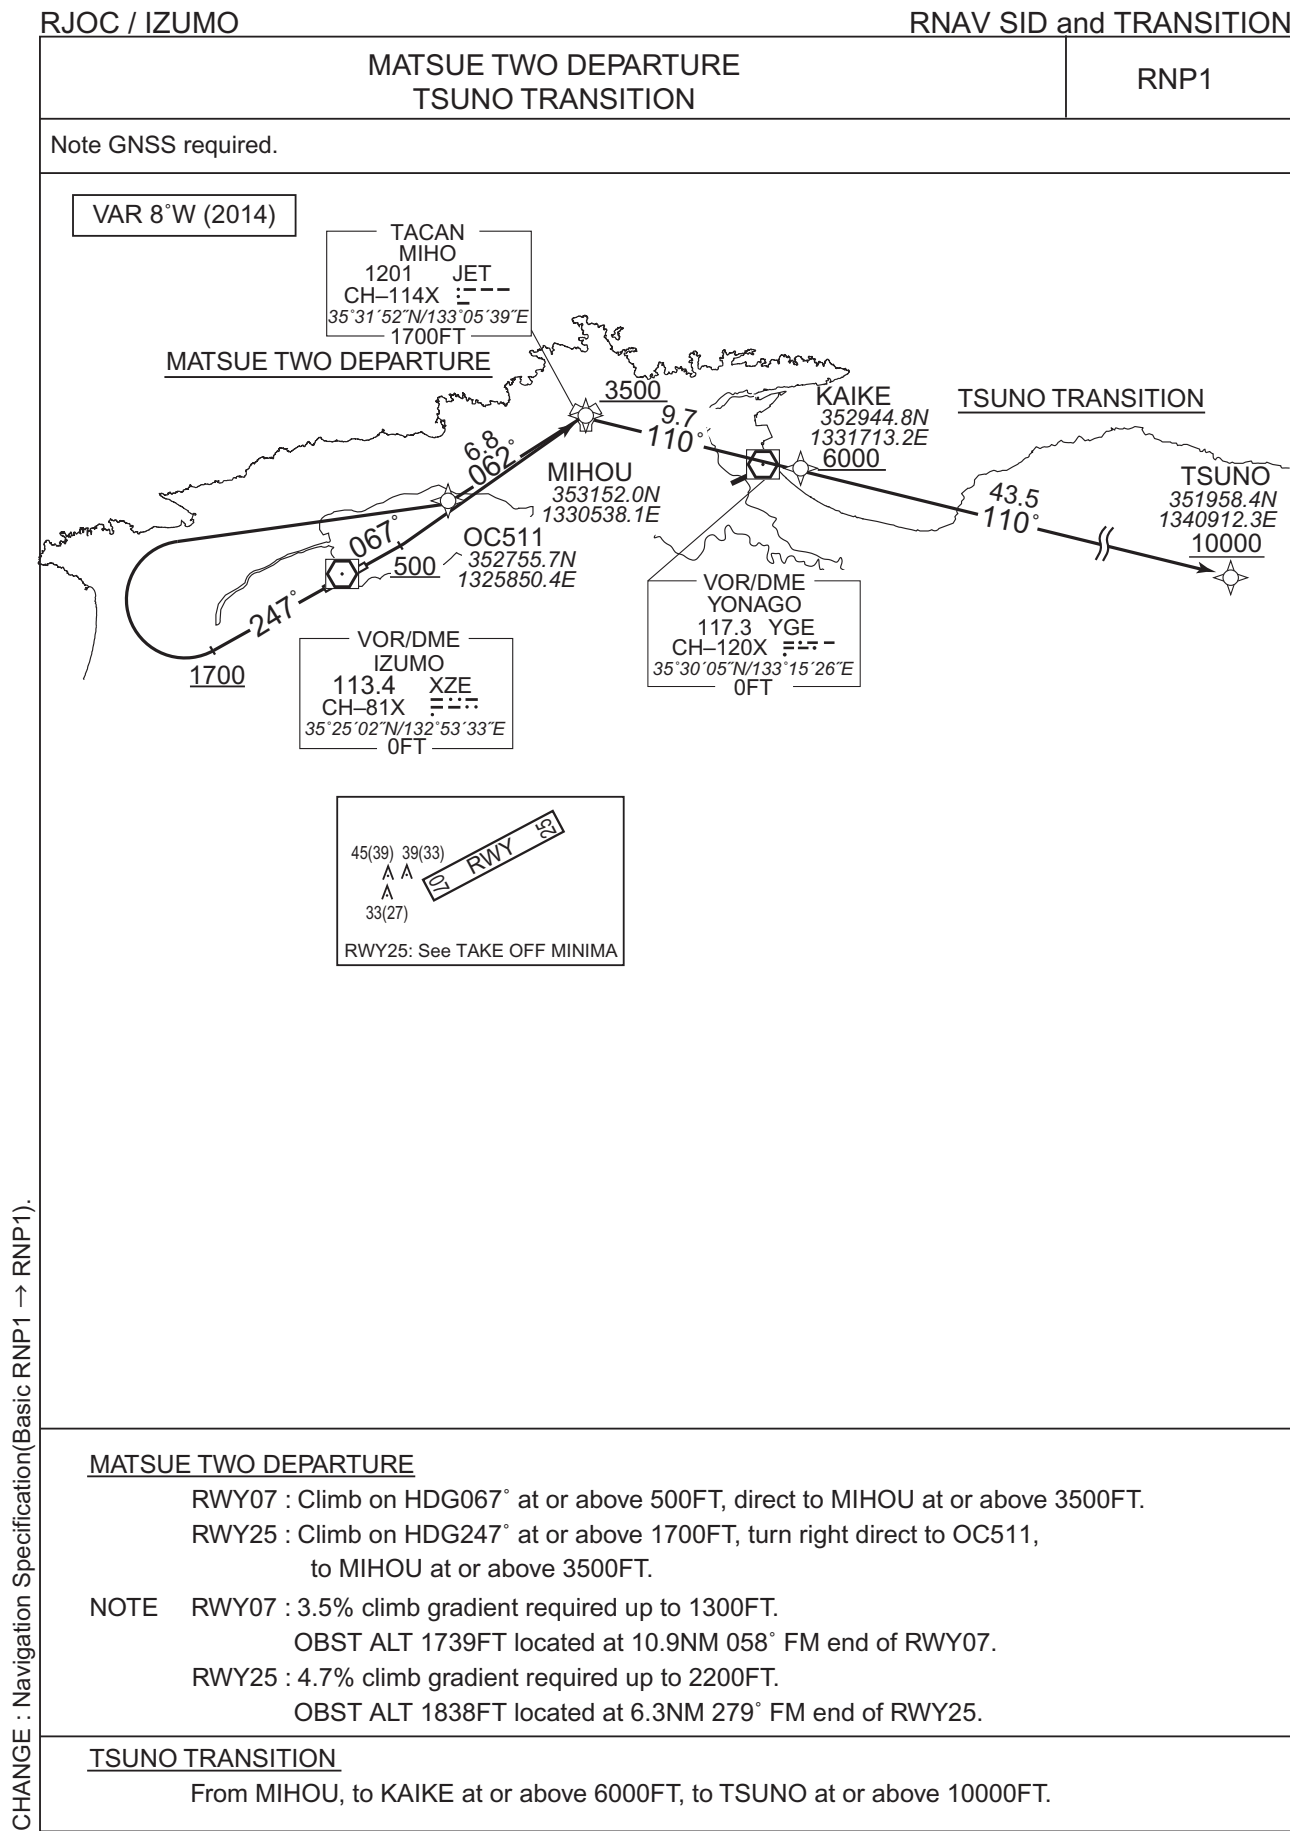 RJOC / IZUMO
RNAV SID and TRANSITION
MATSUE TWO DEPARTURE
TSUNO TRANSITION
RNP1
Note GNSS required.
VAR 8˚W (2014)
TACAN
MIHO
1201 JET
CH–114X
35˚31´52˝N/133˚05´39˝E
1700FT
MATSUE TWO DEPARTURE
3500
9.7
110˚
KAIKE
352944.8N
1331713.2E
6000
TSUNO TRANSITION
6.8
062˚
MIHOU
353152.0N
1330538.1E
43.5
110˚
TSUNO
351958.4N
1340912.3E
10000
067˚
OC511
352755.7N
1325850.4E
500
247˚
1700
VOR/DME
YONAGO
117.3 YGE
CH–120X
35˚30´05˝N/133˚15´26˝E
0FT
VOR/DME
IZUMO
113.4 XZE
CH–81X
35˚25´02˝N/132˚53´33˝E
0FT
45(39) 39(33)
33(27)
07 RWY 25
RWY25: See TAKE OFF MINIMA
MATSUE TWO DEPARTURE
RWY07 : Climb on HDG067˚ at or above 500FT, direct to MIHOU at or above 3500FT.
RWY25 : Climb on HDG247˚ at or above 1700FT, turn right direct to OC511,
to MIHOU at or above 3500FT.
NOTE RWY07 : 3.5% climb gradient required up to 1300FT.
OBST ALT 1739FT located at 10.9NM 058˚ FM end of RWY07.
RWY25 : 4.7% climb gradient required up to 2200FT.
OBST ALT 1838FT located at 6.3NM 279˚ FM end of RWY25.
TSUNO TRANSITION
From MIHOU, to KAIKE at or above 6000FT, to TSUNO at or above 10000FT.
CHANGE : Navigation Specification(Basic RNP1 → RNP1).